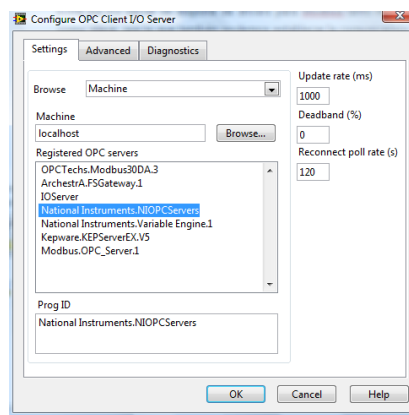 Configure OPC Client I/O Server
Settings
Advanced
Diagnostics
Browse
Machine
Machine
localhost
Browse...
Registered OPC servers
OPCTechs.Modbus30DA.3
ArchestrA.FSGateway.1
IOServer
National Instruments.NIOPCServers
National Instruments.Variable Engine.1
Kepware.KEPServerEX.V5
Modbus.OPC_Server.1
Prog ID
National Instruments.NIOPCServers
Update rate (ms)
1000
Deadband (%)
0
Reconnect poll rate (s)
120
OK
Cancel
Help